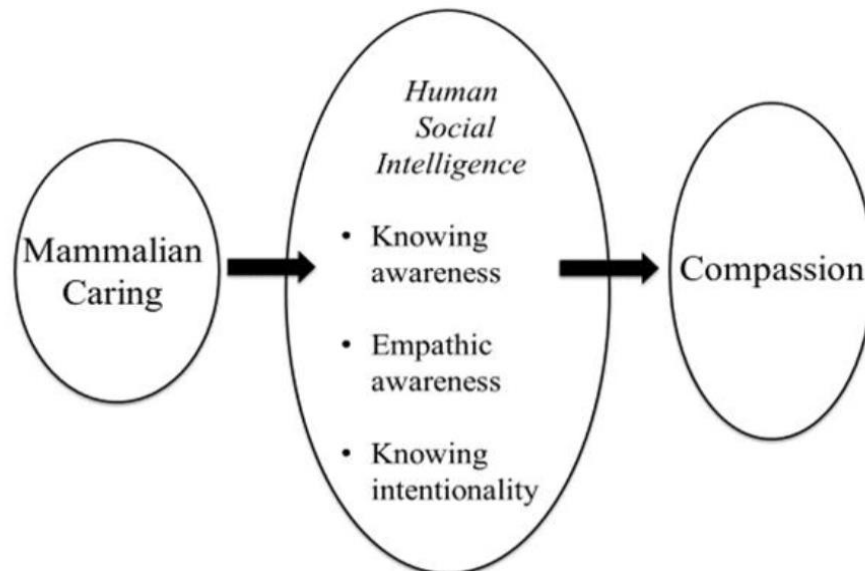 Mammalian
Caring
Human
Social
Intelligence
• Knowing
awareness
• Empathic
awareness
• Knowing
intentionality
Compassion